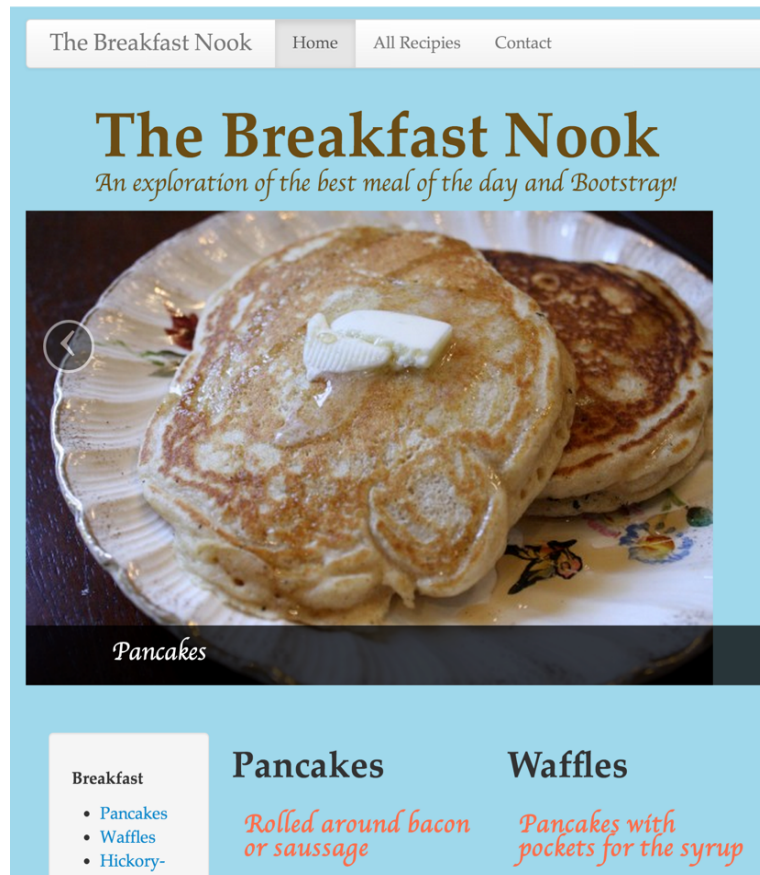 The Breakfast Nook Home All Recipies Contact
The Breakfast Nook
An exploration of the best meal of the day and Bootstrap!
Pancakes
Breakfast
• Pancakes
• Waffles
• Hickory-
Pancakes
Rolled around bacon
or saussage
Waffles
Pancakes with
pockets for the syrup